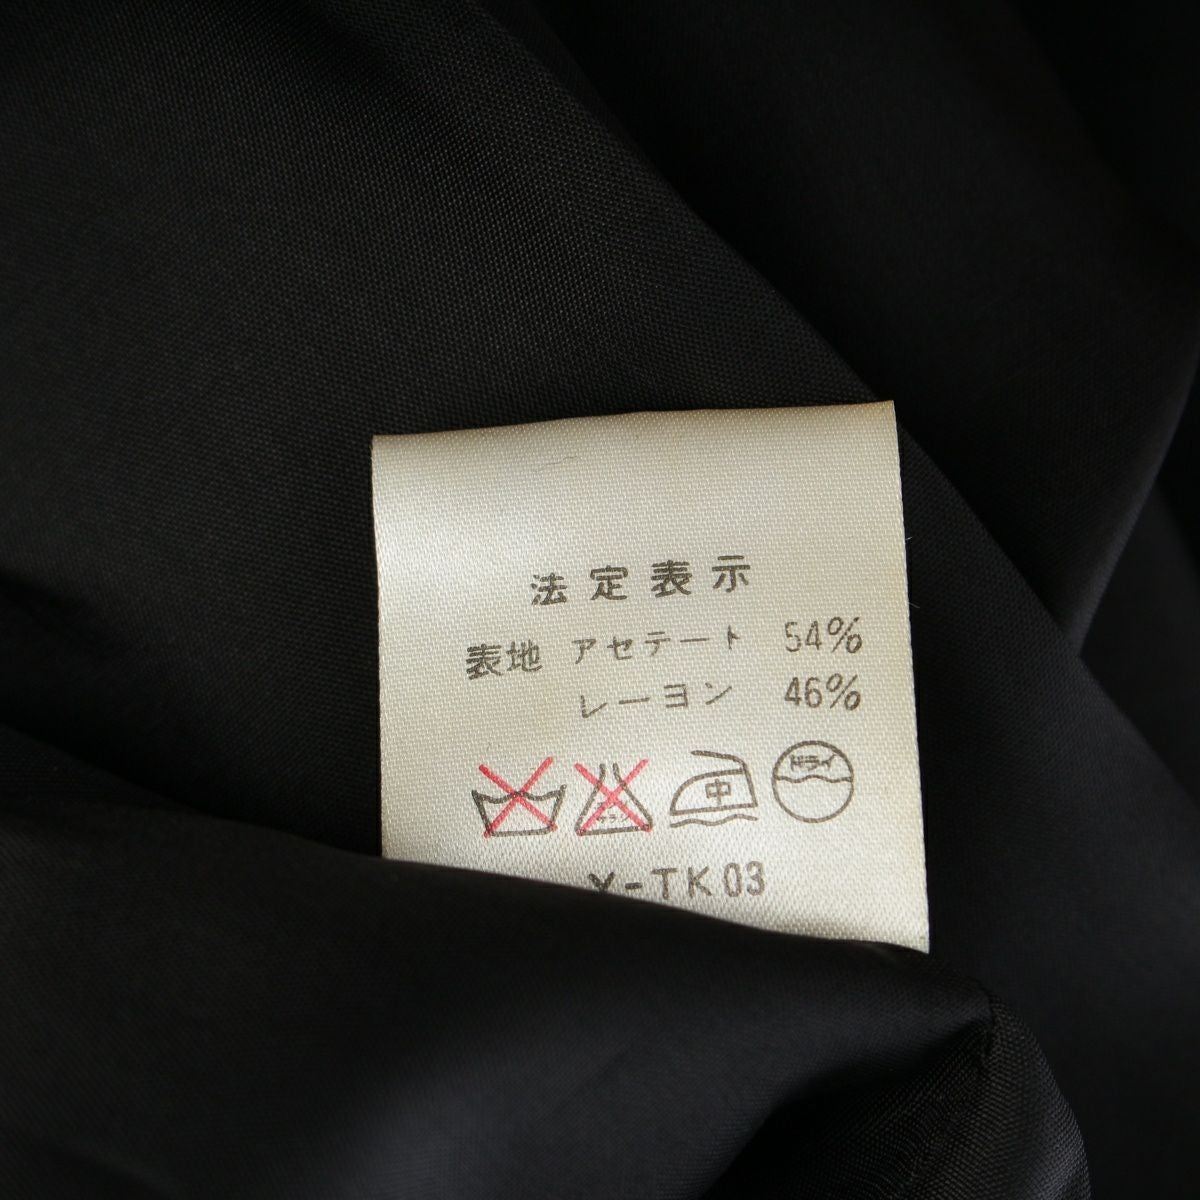 法定表示
表地 アセテート 54%
レーヨン 46%
中 ドライ
Y-TK03